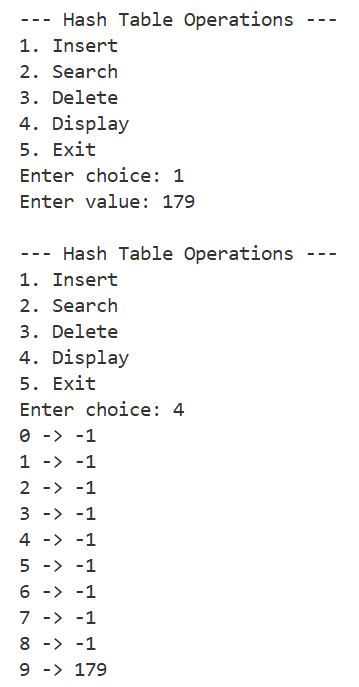 --- Hash Table Operations ---
1. Insert
2. Search
3. Delete
4. Display
5. Exit
Enter choice: 1
Enter value: 179

--- Hash Table Operations ---
1. Insert
2. Search
3. Delete
4. Display
5. Exit
Enter choice: 4
0 -> -1
1 -> -1
2 -> -1
3 -> -1
4 -> -1
5 -> -1
6 -> -1
7 -> -1
8 -> -1
9 -> 179